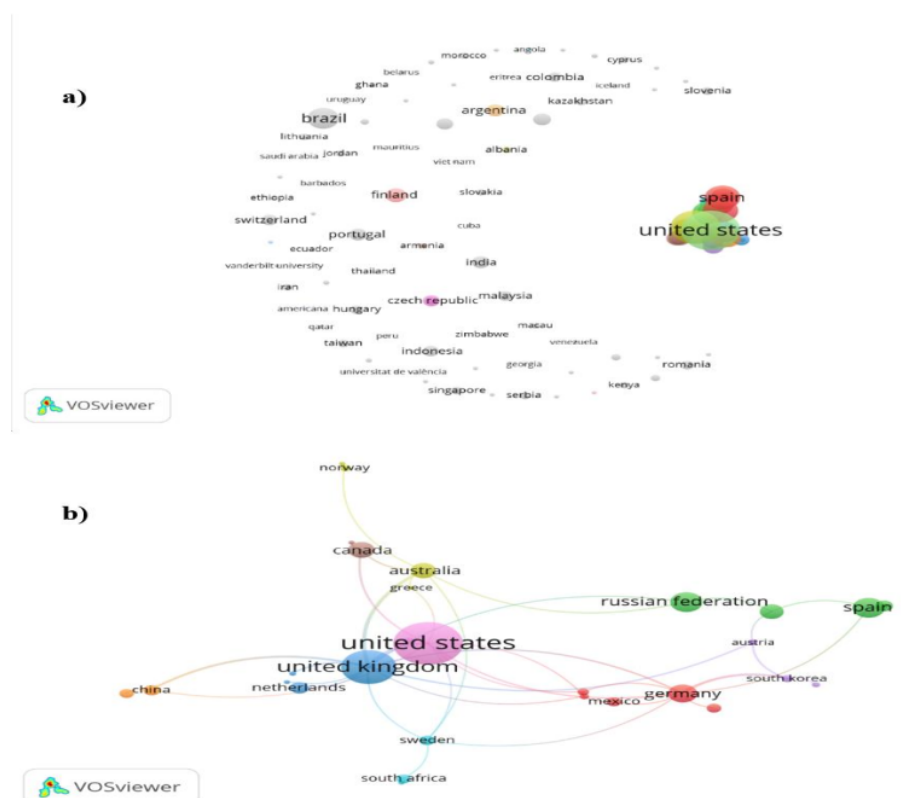 a)
morocco
angola
cyprus
belarus
ghana
eritrea
colombia
iceland
slovenia
uruguay
kazakhstan
brazil
argentina
lithuania
saudi arabia
jordan
mauritius
albania
viet nam
barbados
ethiopia
finland
slovakia
spain
switzerland
portugal
cuba
united states
ecuador
armenia
vanderbilt university
thailand
india
iran
czech republic
malaysia
americana
hungary
qatar
taiwan
peru
zimbabwe
macau
venezuela
indonesia
universitat de valència
georgia
romania
singapore
serbia
kenya
VOSviewer
b)
norway
canada
australia
greece
russian federation
spain
united states
austria
united kingdom
china
netherlands
mexico
germany
south korea
sweden
south africa
VOSviewer